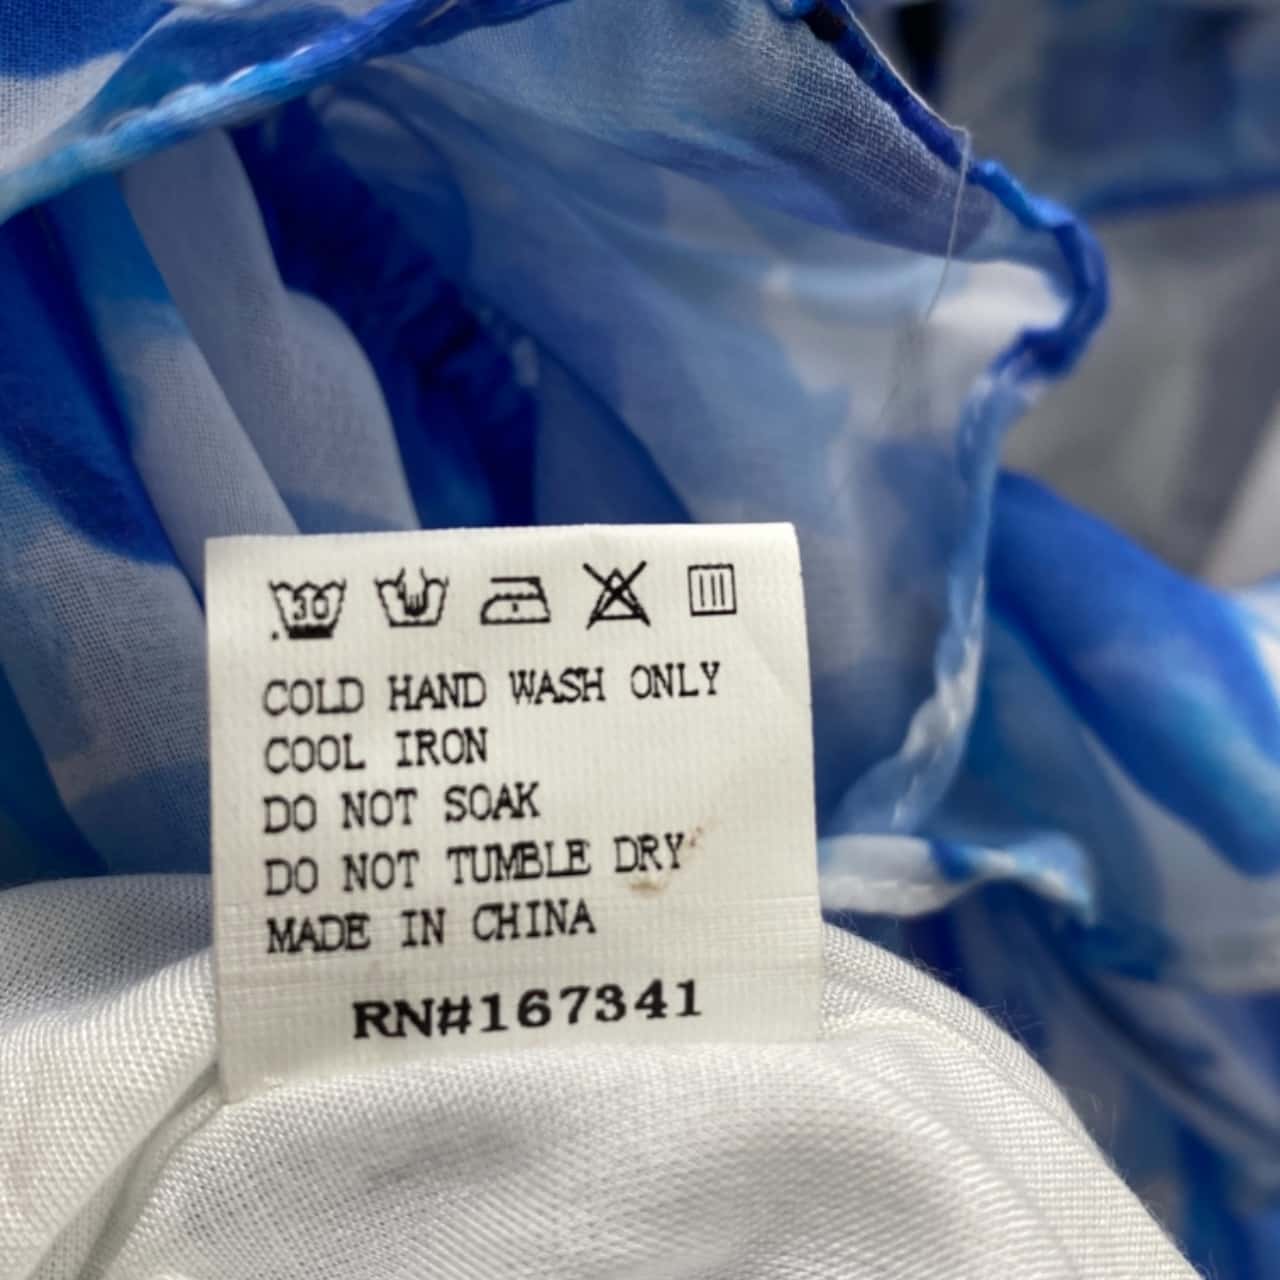 30
COLD HAND WASH ONLY
COOL IRON
DO NOT SOAK
DO NOT TUMBLE DRY
MADE IN CHINA
RN#167341